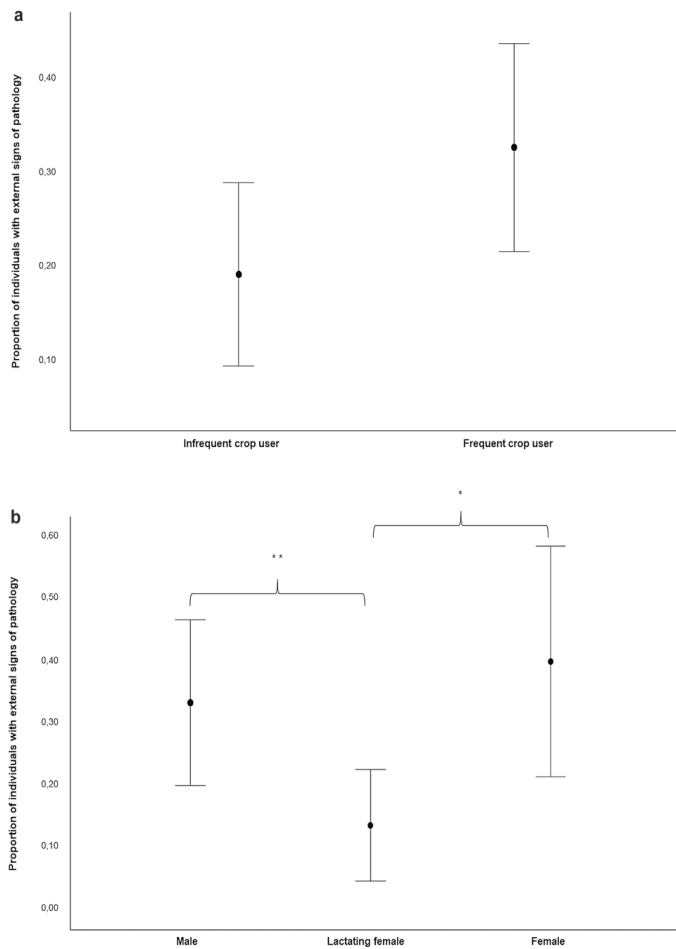 a
Proportion of individuals with external signs of pathology
0,40
0,30
0,20
0,10
Infrequent crop user
Frequent crop user
b
Proportion of individuals with external signs of pathology
0,60
0,50
0,40
0,30
0,20
0,10
0,00
**
*
Male
Lactating female
Female